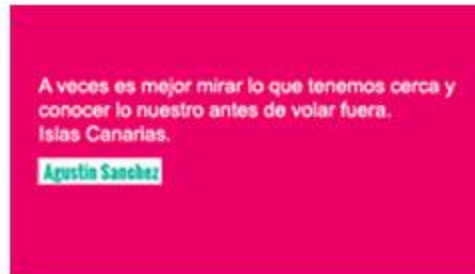 A veces es mejor mirar lo que tenemos cerca y
conocer lo nuestro antes de volar fuera.
Islas Canarias.
Agustin Sanchez